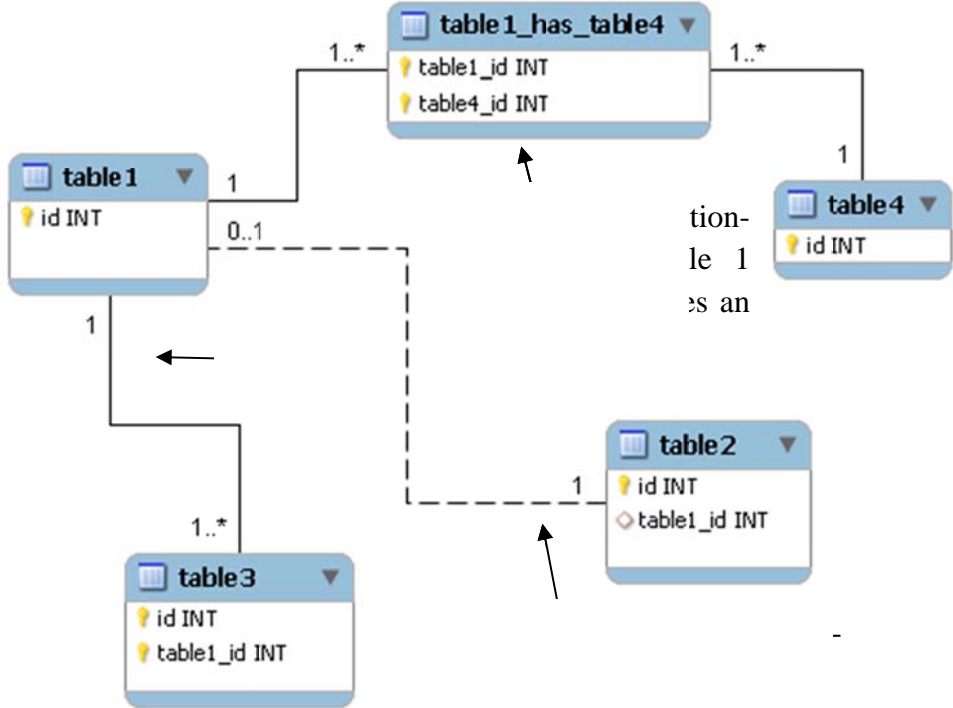 table1_has_table4
table1_id INT
table4_id INT
1..*
1..*
1
1
table1
id INT
0..1
table4
id INT
tion-
le 1
es an
1
table2
id INT
table1_id INT
1
1..*
table3
id INT
table1_id INT
-